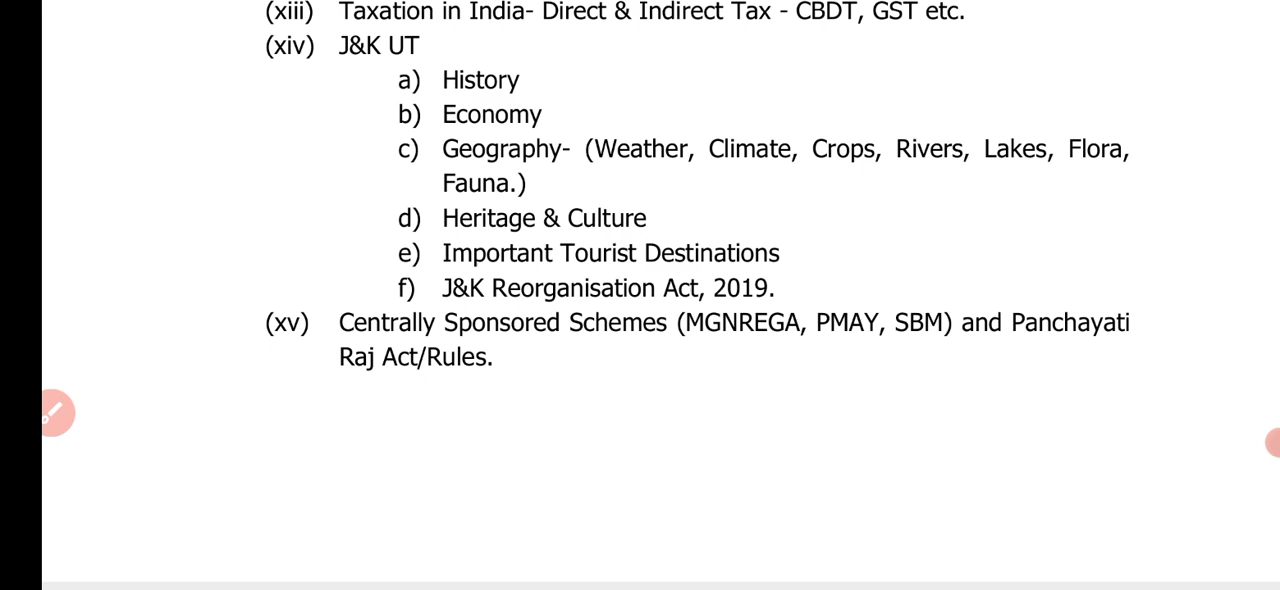 (xiii) Taxation in India- Direct & Indirect Tax - CBDT, GST etc.
(xiv) J&K UT
a) History
b) Economy
c) Geography- (Weather, Climate, Crops, Rivers, Lakes, Flora,
Fauna.)
d) Heritage & Culture
e) Important Tourist Destinations
f) J&K Reorganisation Act, 2019.
(xv) Centrally Sponsored Schemes (MGNREGA, PMAY, SBM) and Panchayati
Raj Act/Rules.